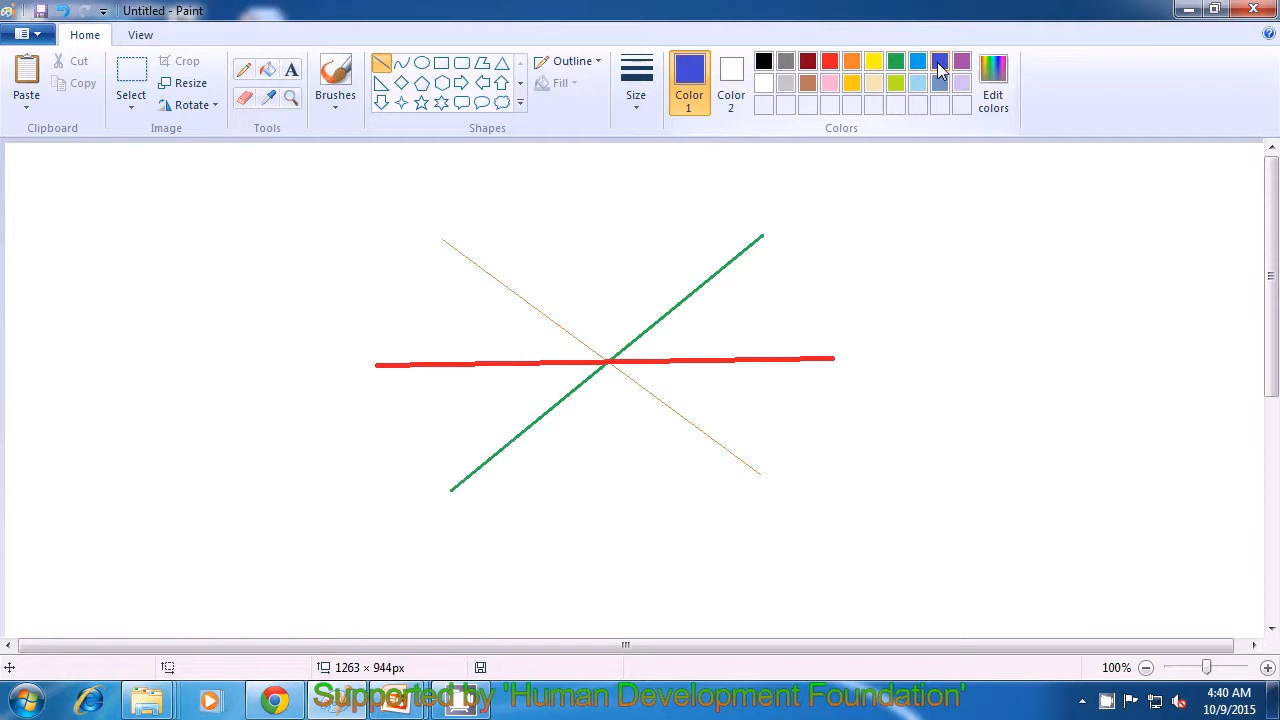 Untitled - Paint
Home View
Paste
Cut
Copy
Clipboard
Select
Crop
Resize
Rotate
Image
Tools
Brushes
Outline
Fill
Shapes
Size
Color 1
Color 2
Edit colors
Colors
1263 × 944px
100%
Supported by 'Human Development Foundation'
4:40 AM
10/9/2015